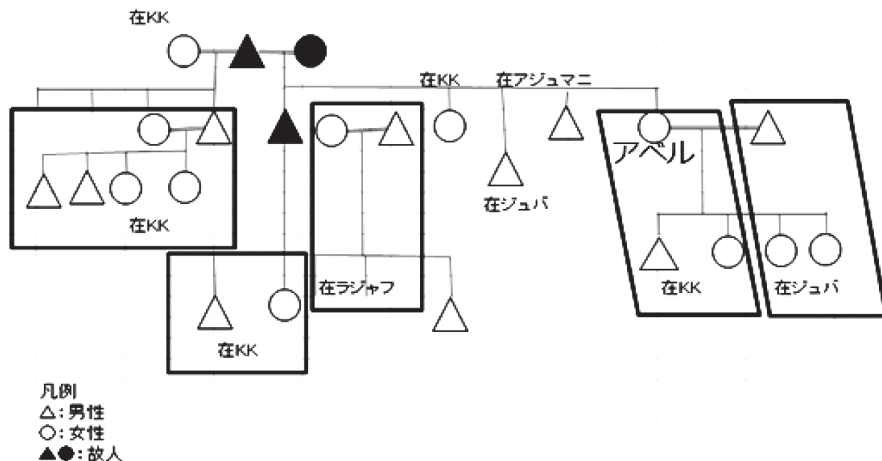 在KK
在KK
在アジュマニ
アベル
在ジュバ
在KK
在ラジャフ
在KK
在ジュバ
在KK
凡例
△：男性
○：女性
▲●：故人